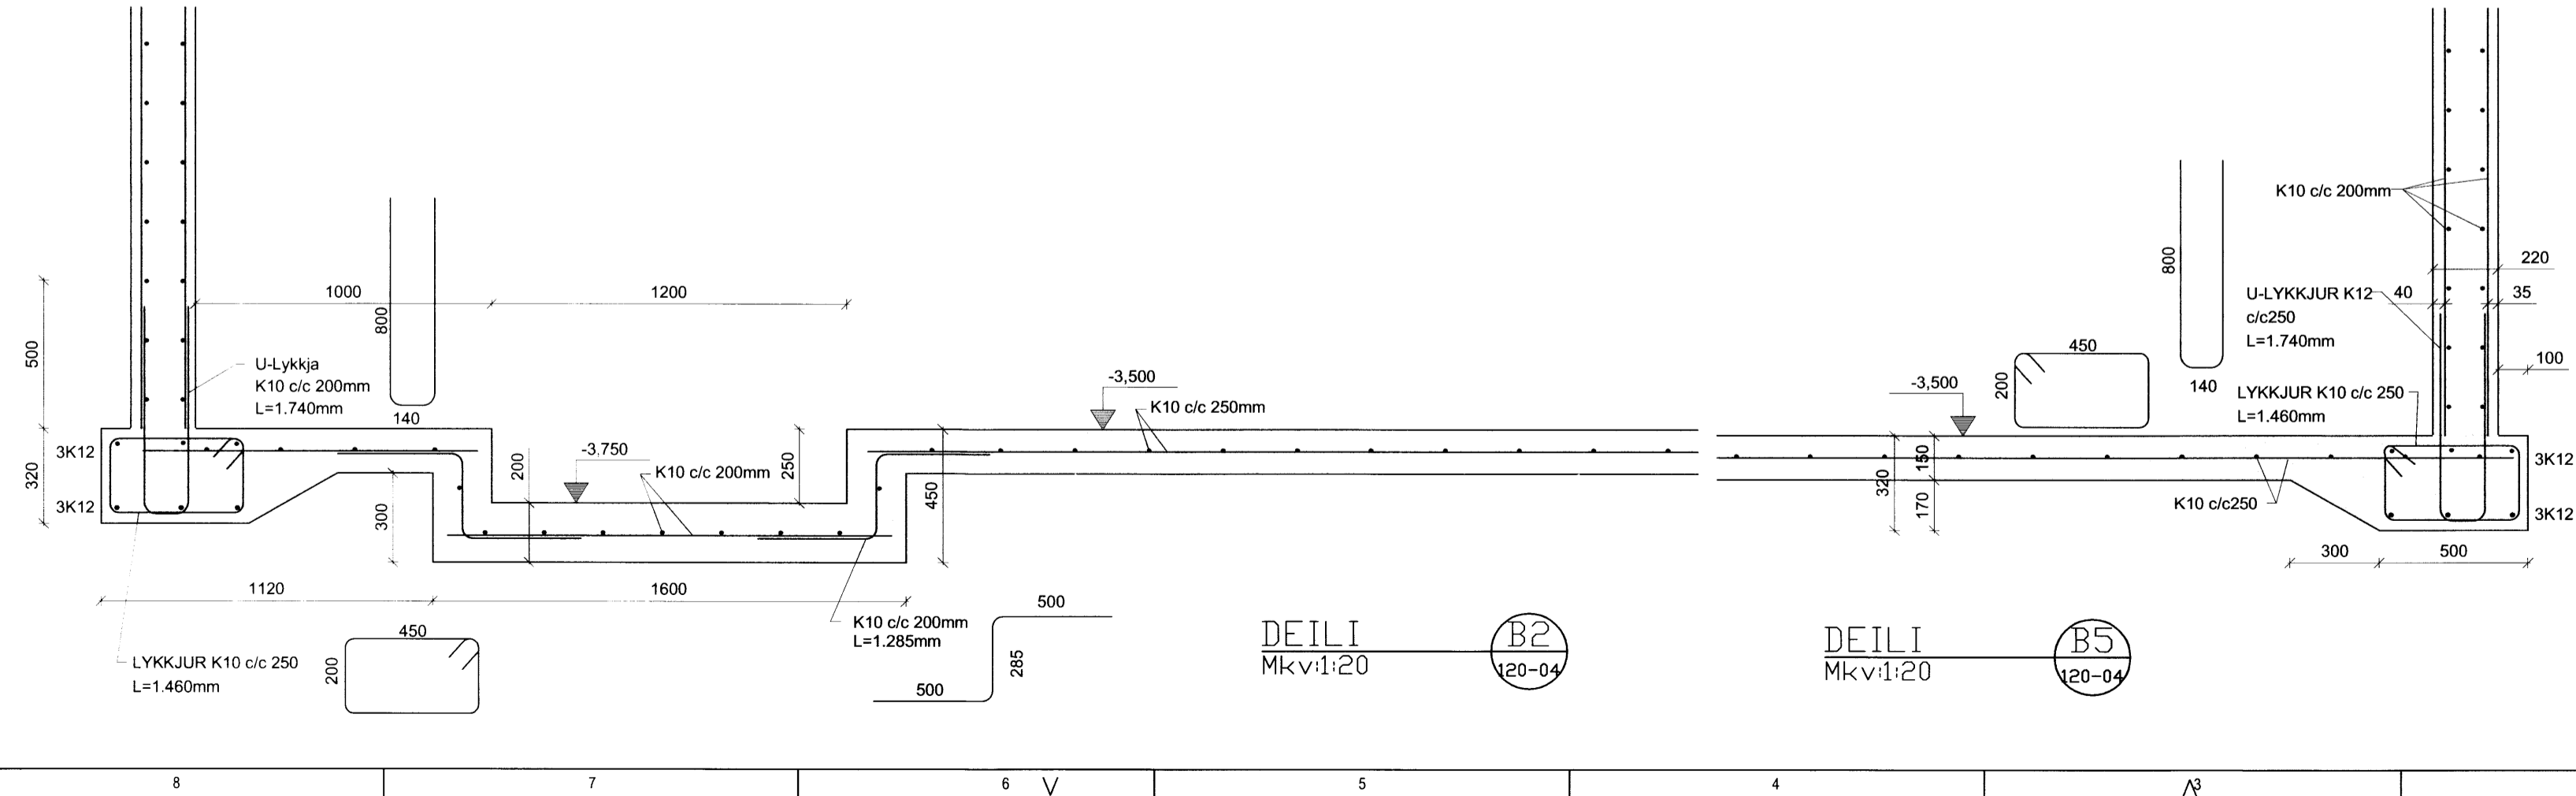 K10 c/c 200mm
220
800
800
1000
1200
U-LYKKJUR K12
c/c250
L=1.740mm
40
35
500
U-Lykkja
K10 c/c 200mm
L=1.740mm
140
450
200
140
100
-3,500
-3,500
K10 c/c 250mm
LYKKJUR K10 c/c 250
L=1.460mm
3K12
3K12
320
-3,750
K10 c/c 200mm
200
250
450
300
320
150
170
K10 c/c250
3K12
3K12
300
500
1120
1600
K10 c/c 200mm
L=1.285mm
500
285
500
450
200
LYKKJUR K10 c/c 250
L=1.460mm
DEILI
Mkv:1:20
B2
120-04
DEILI
Mkv:1:20
B5
120-04
8
7
6
5
4
3